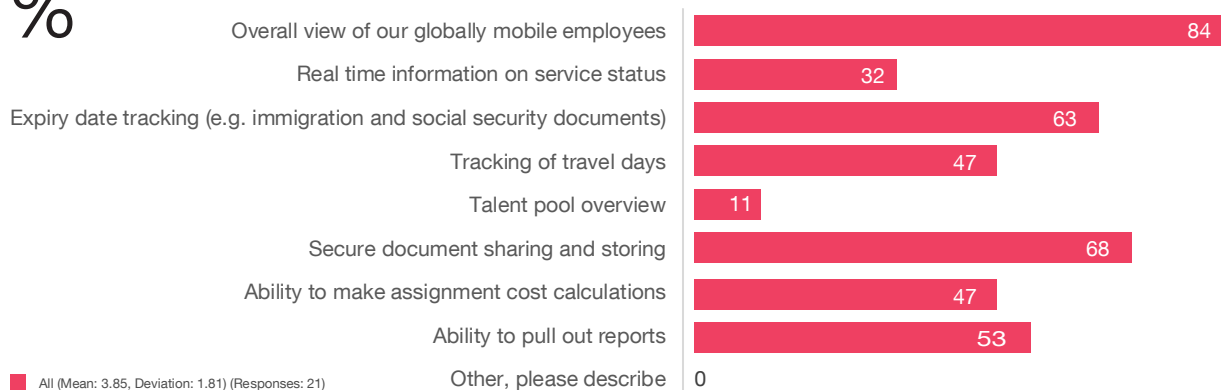 %
Overall view of our globally mobile employees 84
Real time information on service status 32
Expiry date tracking (e.g. immigration and social security documents) 63
Tracking of travel days 47
Talent pool overview 11
Secure document sharing and storing 68
Ability to make assignment cost calculations 47
Ability to pull out reports 53
Other, please describe 0
All (Mean: 3.85, Deviation: 1.81) (Responses: 21)